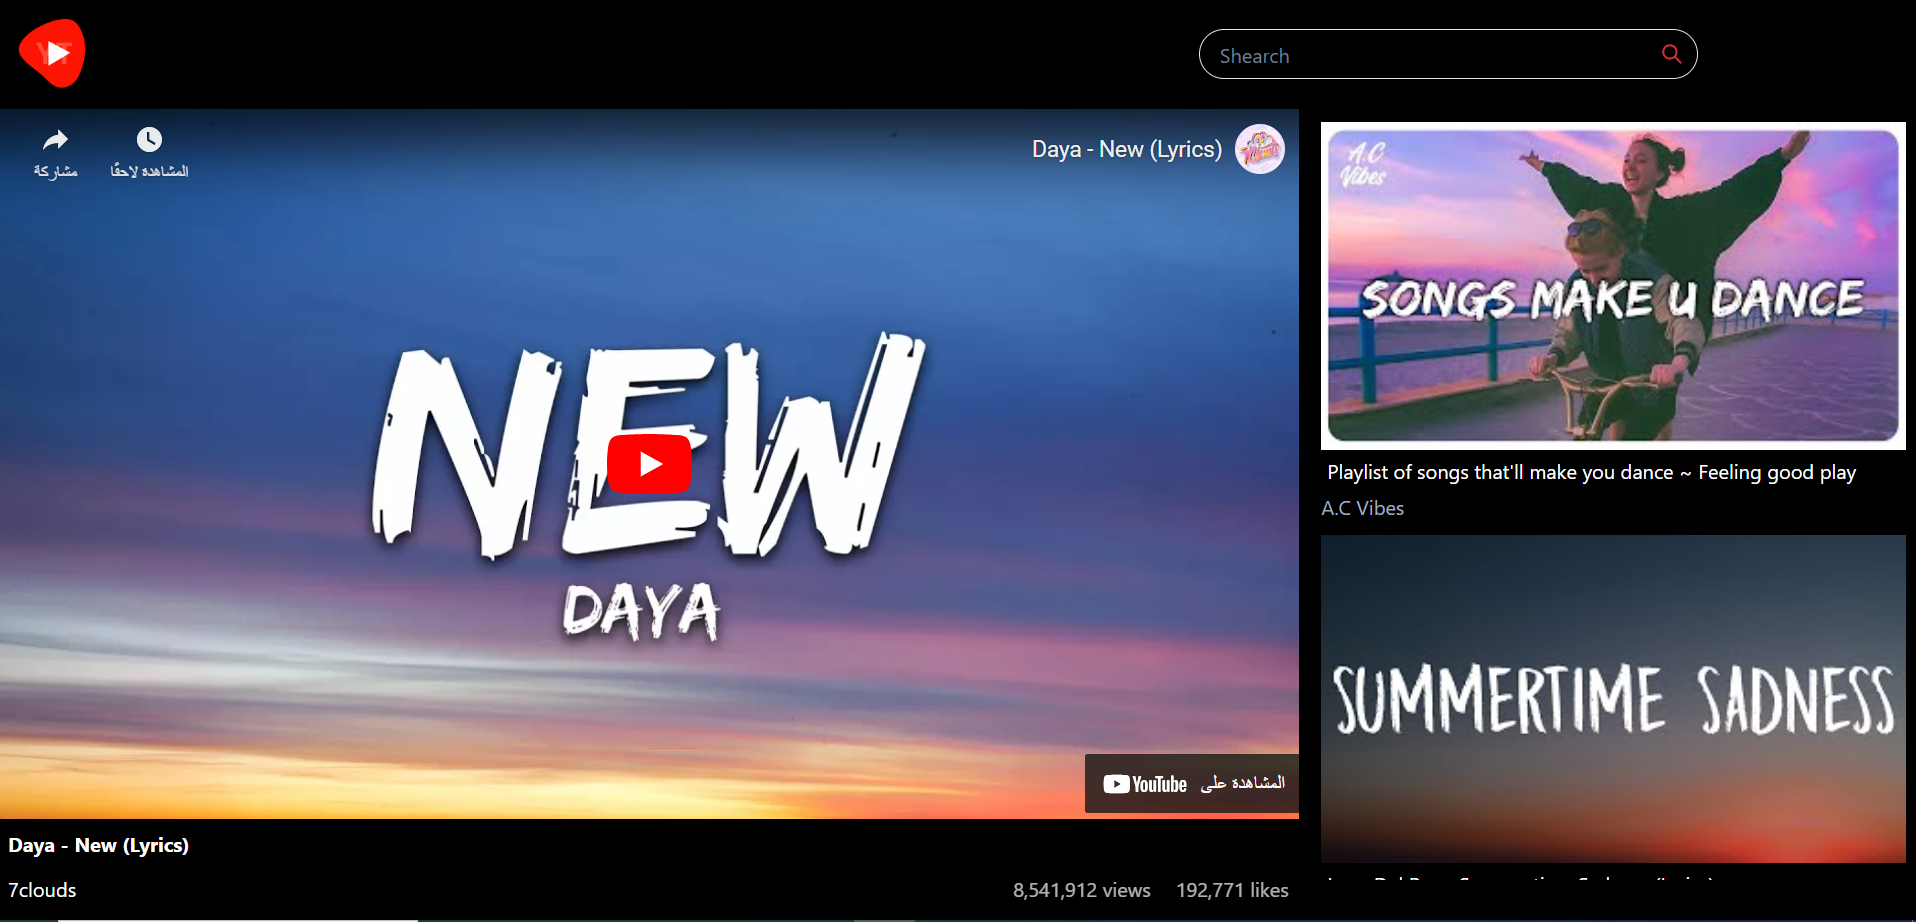 YT
Shearch
مشاركة
المشاهدة لاحقًا
Daya - New (Lyrics)
NEW
DAYA
المشاهدة على YouTube
Daya - New (Lyrics)
7clouds
8,541,912 views
192,771 likes
A.C
Vibes
SONGS MAKE U DANCE
Playlist of songs that'll make you dance ~ Feeling good play
A.C Vibes
SUMMERTIME SADNESS